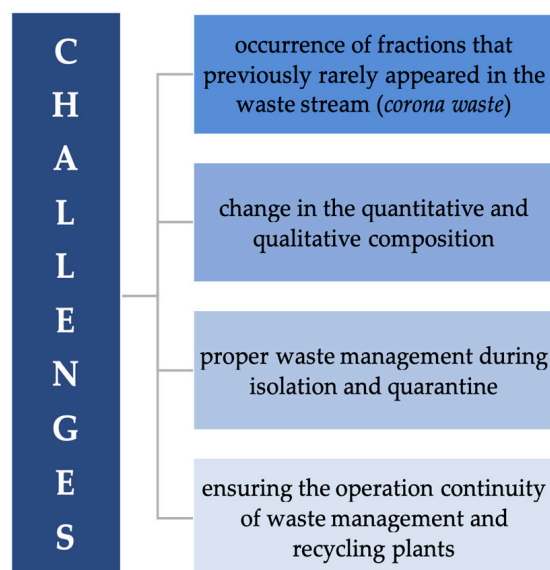 CHALLENGES
occurrence of fractions that
previously rarely appeared in the
waste stream (corona waste)
change in the quantitative and
qualitative composition
proper waste management during
isolation and quarantine
ensuring the operation continuity
of waste management and
recycling plants